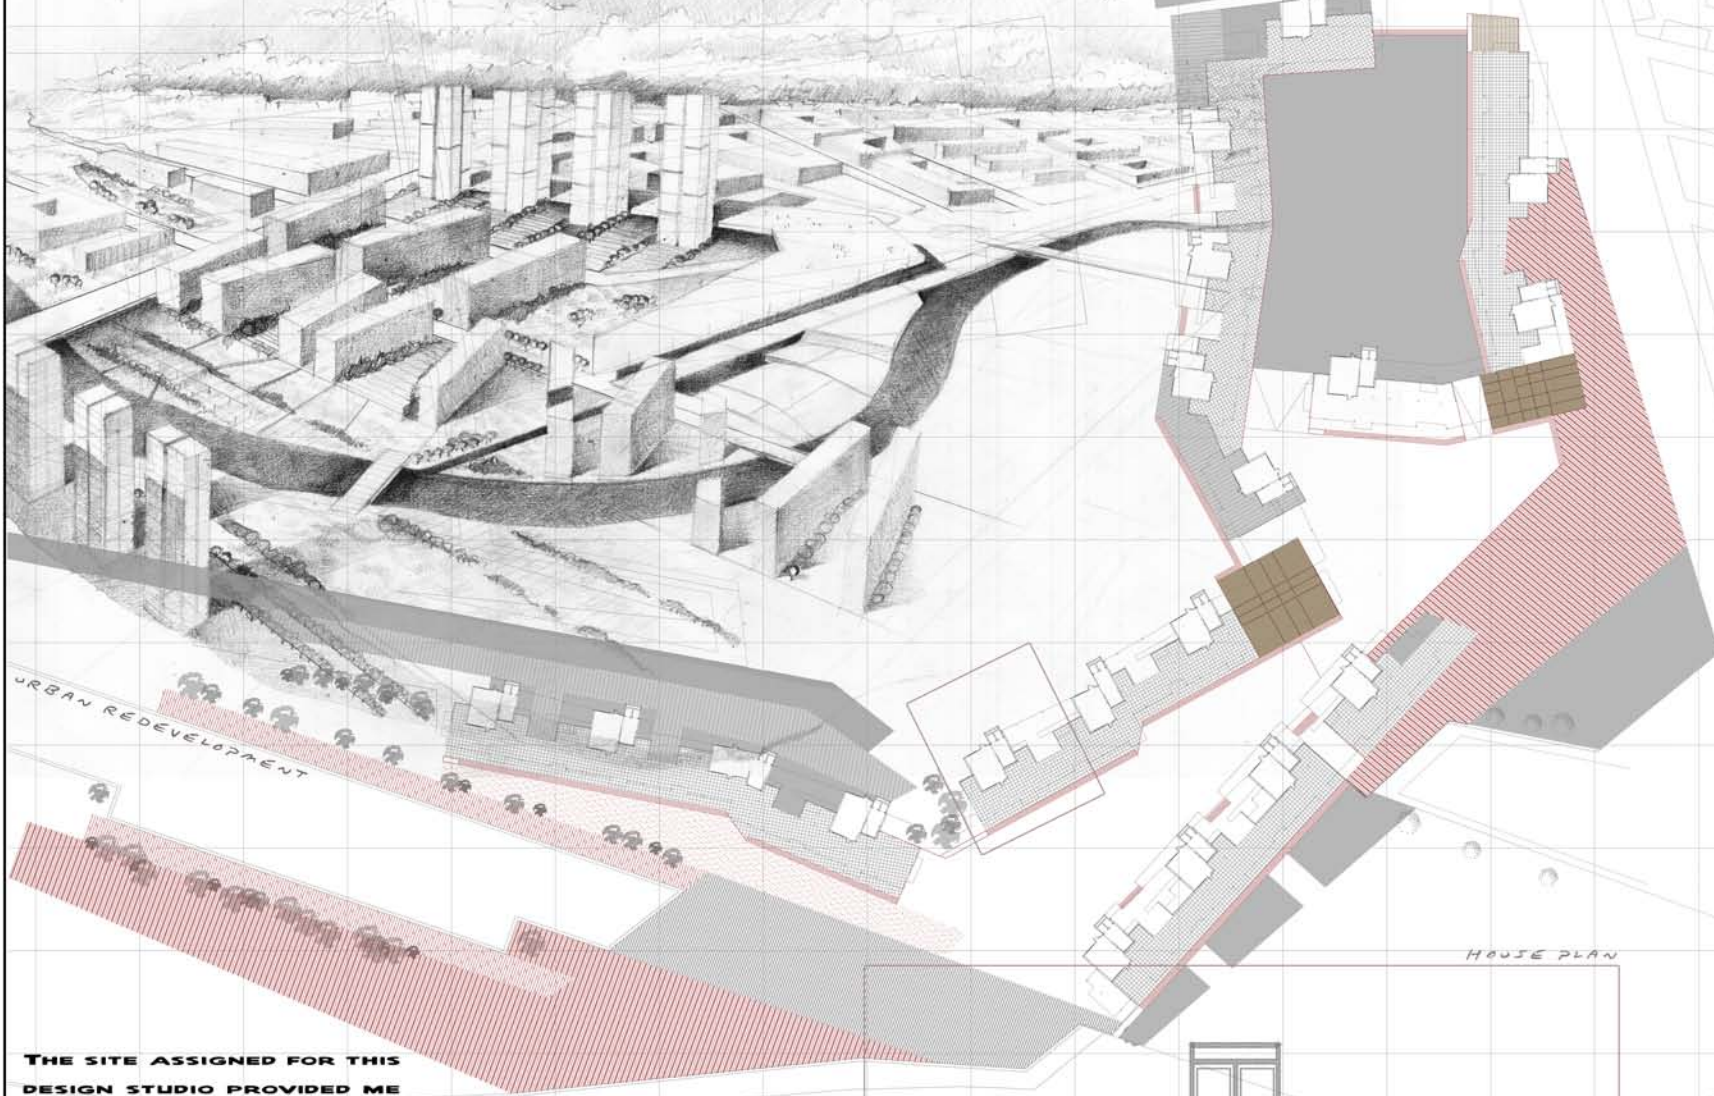 URBAN REDEVELOPMENT
HOUSE PLAN
THE SITE ASSIGNED FOR THIS
DESIGN STUDIO PROVIDED ME